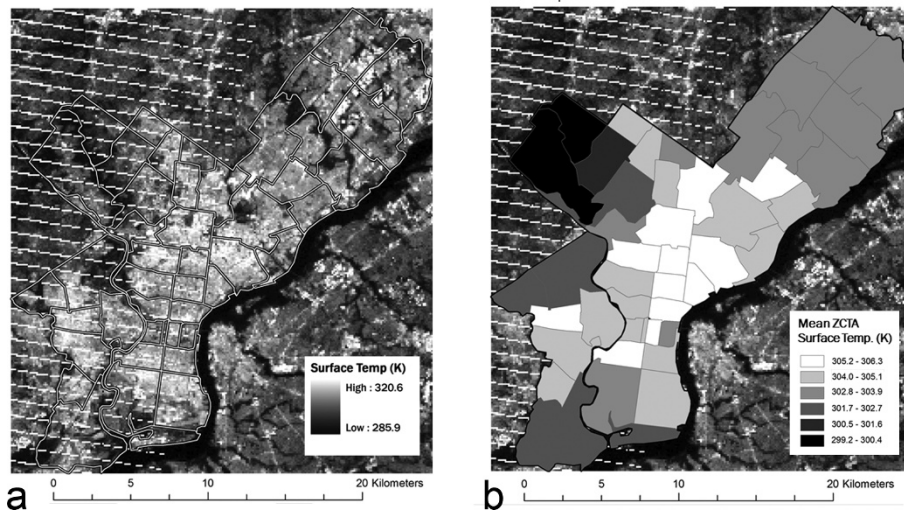 Surface Temp (K)
High : 320.6
Low : 285.9
a
0 5 10 20 Kilometers
Mean ZCTA
Surface Temp. (K)
305.2 - 306.3
304.0 - 305.1
302.8 - 303.9
301.7 - 302.7
300.5 - 301.6
299.2 - 300.4
b
0 5 10 20 Kilometers